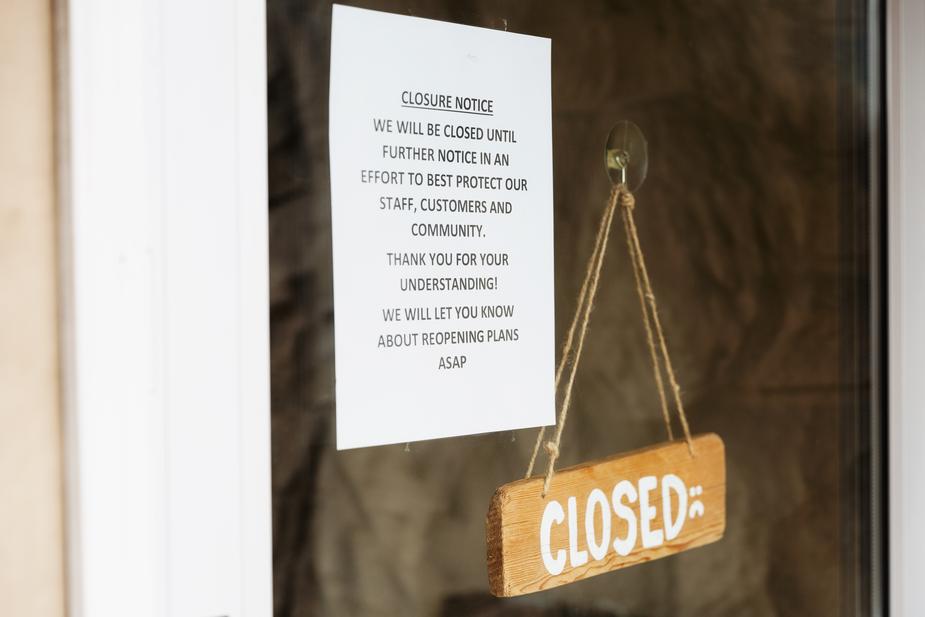 CLOSURE NOTICE
WE WILL BE CLOSED UNTIL
FURTHER NOTICE IN AN
EFFORT TO BEST PROTECT OUR
STAFF, CUSTOMERS AND
COMMUNITY.
THANK YOU FOR YOUR
UNDERSTANDING!
WE WILL LET YOU KNOW
ABOUT REOPENING PLANS
ASAP
CLOSED:(